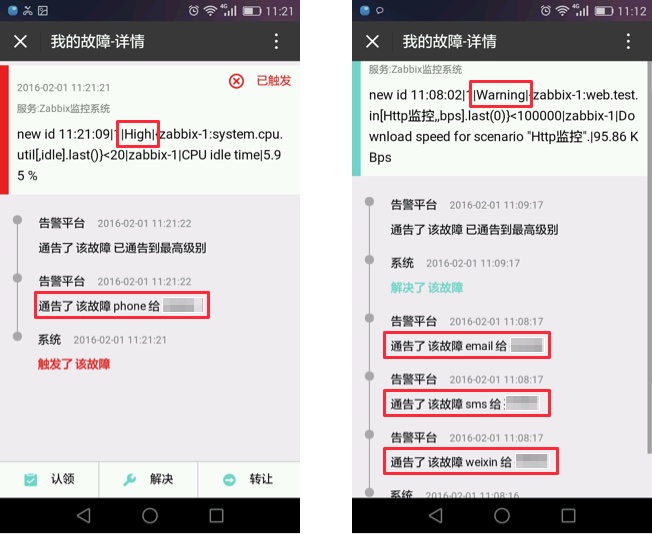 4G 11:21
我的故障-详情
2016-02-01 11:21:21
已触发
服务:Zabbix监控系统
new id 11:21:09|1|High|{zabbix-1:system.cpu.
util[,idle].last()}<20|zabbix-1|CPU idle time|5.9
5 %
告警平台 2016-02-01 11:21:22
通告了 该故障 已通告到最高级别
告警平台 2016-02-01 11:21:22
通告了 该故障 phone 给
系统 2016-02-01 11:21:21
触发了 该故障
认领 解决 转让
4G 11:12
我的故障-详情
服务:Zabbix监控系统
new id 11:08:02|1|Warning|{zabbix-1:web.test.
in[Http监控,,bps].last(0)}<100000|zabbix-1|Do
wnload speed for scenario "Http监控".|95.86 K
Bps
告警平台 2016-02-01 11:09:17
通告了 该故障 已通告到最高级别
系统 2016-02-01 11:09:17
解决了 该故障
告警平台 2016-02-01 11:08:17
通告了 该故障 email 给
告警平台 2016-02-01 11:08:17
通告了 该故障 sms 给
告警平台 2016-02-01 11:08:17
通告了 该故障 weixin 给
系统 2016-02-01 11:08:16